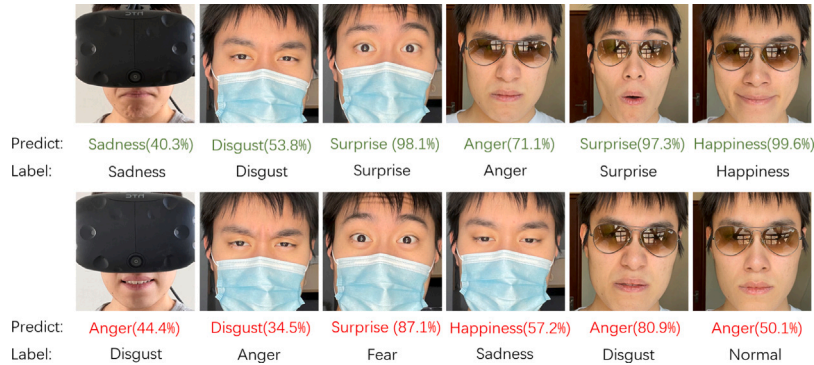 Predict: Sadness(40.3%) Disgust(53.8%) Surprise (98.1%) Anger(71.1%) Surprise(97.3%) Happiness(99.6%)
Label: Sadness Disgust Surprise Anger Surprise Happiness
Predict: Anger(44.4%) Disgust(34.5%) Surprise (87.1%) Happiness(57.2%) Anger(80.9%) Anger(50.1%)
Label: Disgust Anger Fear Sadness Disgust Normal